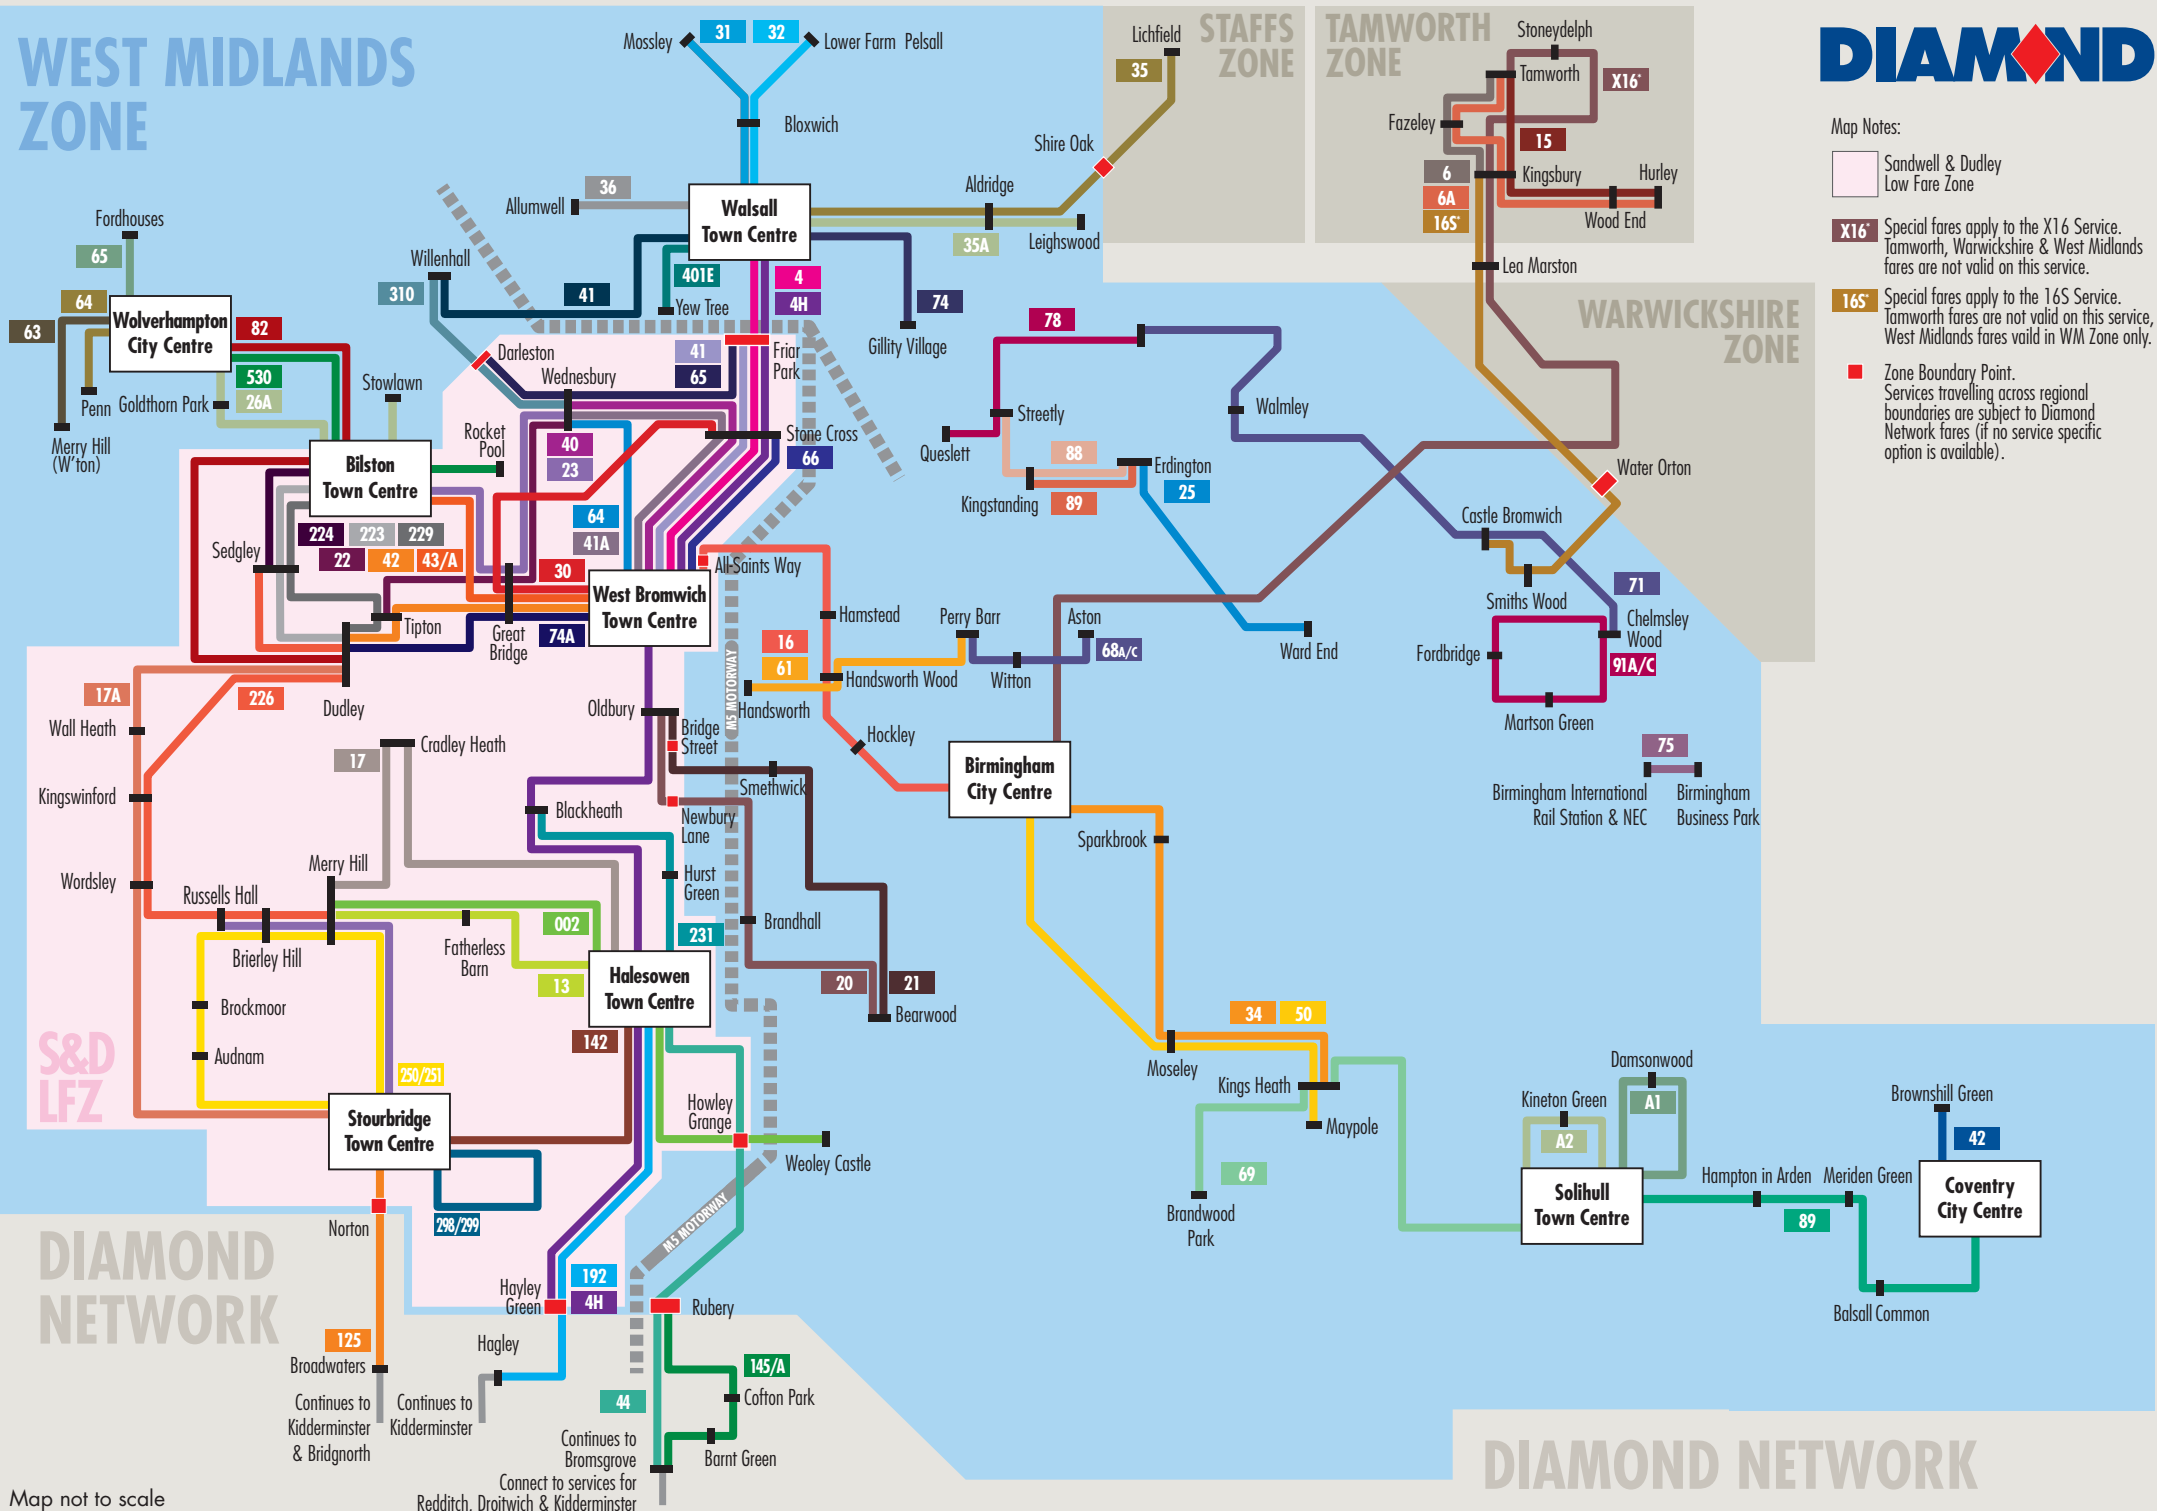 WEST MIDLANDS
ZONE
STAFFS
ZONE
TAMWORTH
ZONE
WARWICKSHIRE
ZONE
DIAMOND
Map Notes:
Sandwell & Dudley
Low Fare Zone
X16*
Special fares apply to the X16 Service.
Tamworth, Warwickshire & West Midlands
fares are not valid on this service.
16S*
Special fares apply to the 16S Service.
Tamworth fares are not valid on this service,
West Midlands fares vaild in WM Zone only.
Zone Boundary Point.
Services travelling across regional
boundaries are subject to Diamond
Network fares (if no service specific
option is available).
Mossley
31
32
Lower Farm Pelsall
Bloxwich
Lichfield
35
Shire Oak
Stoneydelph
Tamworth
X16*
Fazeley
15
6
6A
16S*
Kingsbury
Hurley
Wood End
Lea Marston
36
Allumwell
Walsall
Town Centre
Aldridge
35A
Leighswood
Fordhouses
65
64
63
Wolverhampton
City Centre
82
530
26A
Penn
Goldthorn Park
Merry Hill
(W'ton)
Stowlawn
Willenhall
310
41
401E
Yew Tree
4
4H
74
Gillity Village
Darleston
Wednesbury
41
65
Friar
Park
Rocket
Pool
Stone Cross
66
40
23
64
41A
Bilston
Town Centre
224
223
229
22
42
43/A
Sedgley
30
All-Saints Way
West Bromwich
Town Centre
Tipton
Great
Bridge
74A
Dudley
78
Streetly
Queslett
Walmley
88
89
Kingstanding
Erdington
25
Ward End
Water Orton
Castle Bromwich
Smiths Wood
71
Chelmsley
Wood
Fordbridge
91A/C
Martson Green
75
Birmingham International
Rail Station & NEC
Birmingham
Business Park
Hamstead
16
61
Perry Barr
Aston
68A/C
Witton
Handsworth Wood
Handsworth
Hockley
M5 MOTORWAY
17A
226
Wall Heath
Kingswinford
Wordsley
17
Cradley Heath
Oldbury
Bridge
Street
Smethwick
Blackheath
Newbury
Lane
Hurst
Green
Brandhall
Birmingham
City Centre
Sparkbrook
Merry Hill
Russells Hall
Brierley Hill
Fatherless
Barn
002
13
231
Halesowen
Town Centre
20
21
Bearwood
Brockmoor
Audnam
S&D
LFZ
250/251
142
Stourbridge
Town Centre
Howley
Grange
Weoley Castle
298/299
Norton
M5 MOTORWAY
34
50
Moseley
Kings Heath
Maypole
69
Brandwood
Park
Damsonwood
A1
Kineton Green
A2
Solihull
Town Centre
Hampton in Arden
Meriden Green
89
Balsall Common
Brownshill Green
42
Coventry
City Centre
DIAMOND
NETWORK
Hayley
Green
192
4H
Rubery
125
Broadwaters
Continues to
Kidderminster
& Bridgnorth
Hagley
Continues to
Kidderminster
145/A
44
Cofton Park
Barnt Green
Continues to
Bromsgrove
Connect to services for
Redditch, Droitwich & Kidderminster
DIAMOND NETWORK
Map not to scale